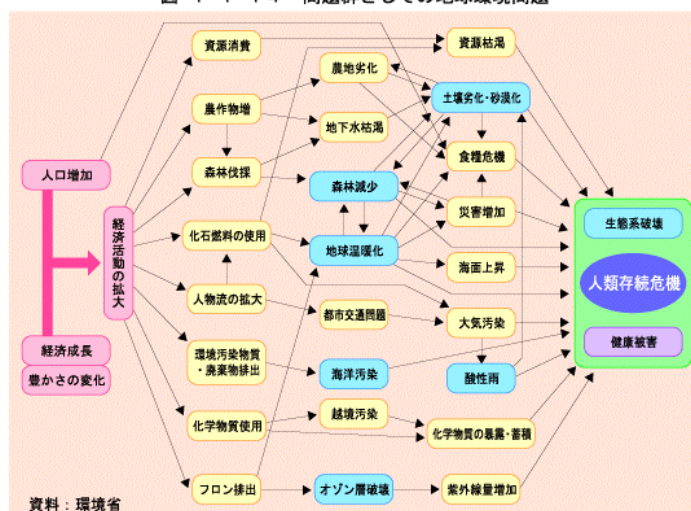 問題群としての地球環境問題
資源消費
資源枯渇
農地劣化
土壌劣化・砂漠化
農作物増
地下水枯渇
人口増加
森林伐採
食糧危機
森林減少
経済活動の拡大
化石燃料の使用
災害増加
生態系破壊
地球温暖化
海面上昇
人類存続危機
人物流の拡大
都市交通問題
大気汚染
経済成長
豊かさの変化
環境汚染物質
・廃棄物排出
海洋汚染
酸性雨
健康被害
化学物質使用
越境汚染
化学物質の暴露・蓄積
フロン排出
オゾン層破壊
紫外線量増加
資料：環境省